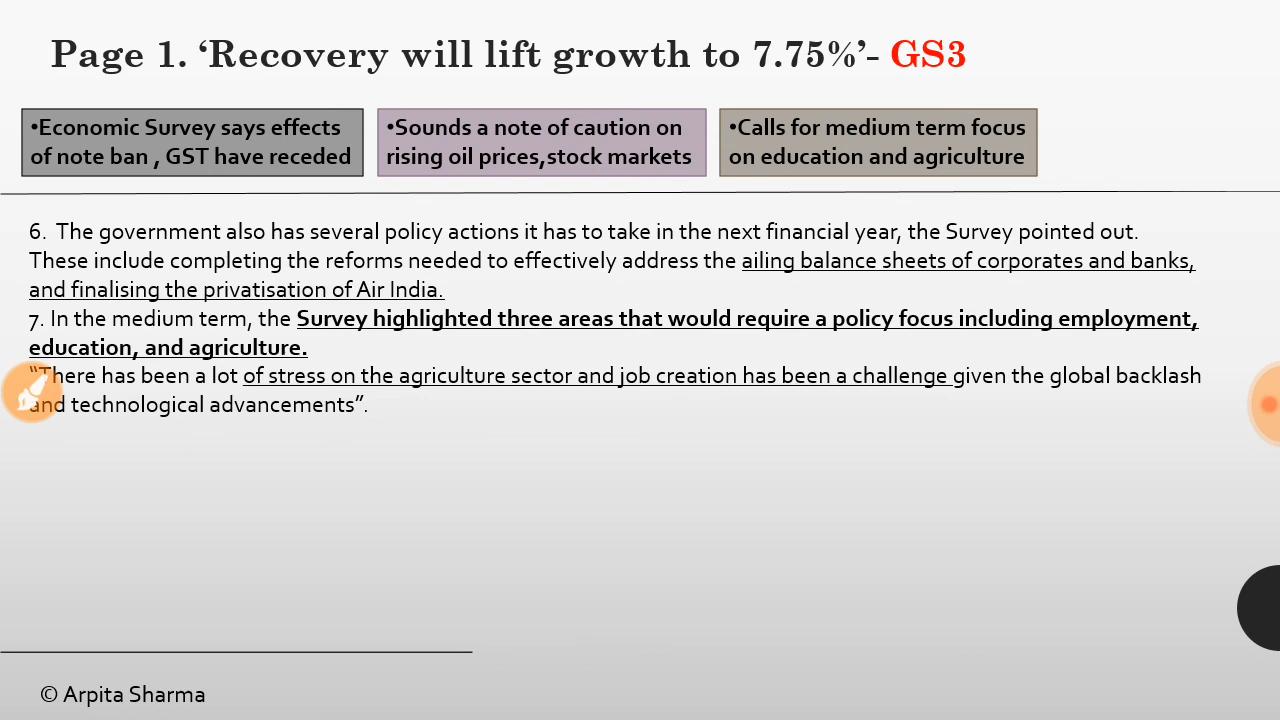 Page 1. ‘Recovery will lift growth to 7.75%’- GS3
•Economic Survey says effects
of note ban , GST have receded
•Sounds a note of caution on
rising oil prices,stock markets
•Calls for medium term focus
on education and agriculture
6. The government also has several policy actions it has to take in the next financial year, the Survey pointed out.
These include completing the reforms needed to effectively address the ailing balance sheets of corporates and banks,
and finalising the privatisation of Air India.
7. In the medium term, the Survey highlighted three areas that would require a policy focus including employment,
education, and agriculture.
“There has been a lot of stress on the agriculture sector and job creation has been a challenge given the global backlash
and technological advancements”.
© Arpita Sharma